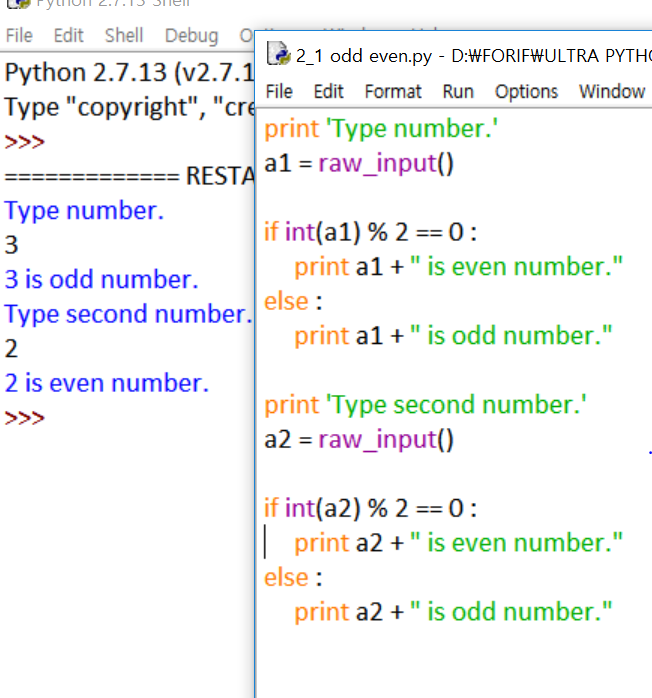 Python 2.7.13 Shell
File Edit Shell Debug
Python 2.7.13 (v2.7.1
Type "copyright", "cre
>>>
============= RESTA
Type number.
3
3 is odd number.
Type second number.
2
2 is even number.
>>>
2_1 odd even.py - D:₩FORIF₩ULTRA PYTHO
File Edit Format Run Options Window
print 'Type number.'
a1 = raw_input()
if int(a1) % 2 == 0 :
print a1 + " is even number."
else :
print a1 + " is odd number."
print 'Type second number.'
a2 = raw_input()
if int(a2) % 2 == 0 :
print a2 + " is even number."
else :
print a2 + " is odd number."